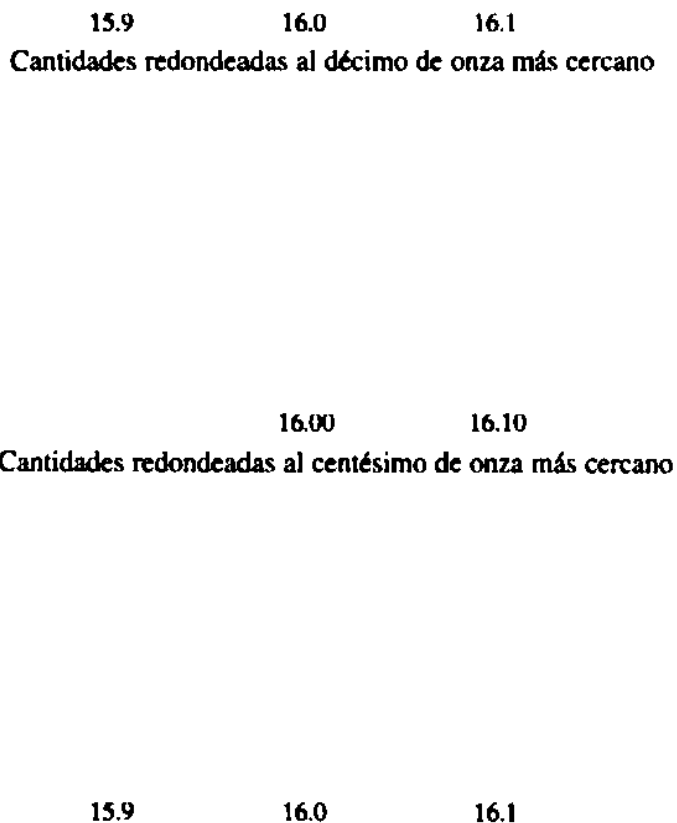 15.9 16.0 16.1
Cantidades redondeadas al décimo de onza más cercano
16.00 16.10
Cantidades redondeadas al centésimo de onza más cercano
15.9 16.0 16.1